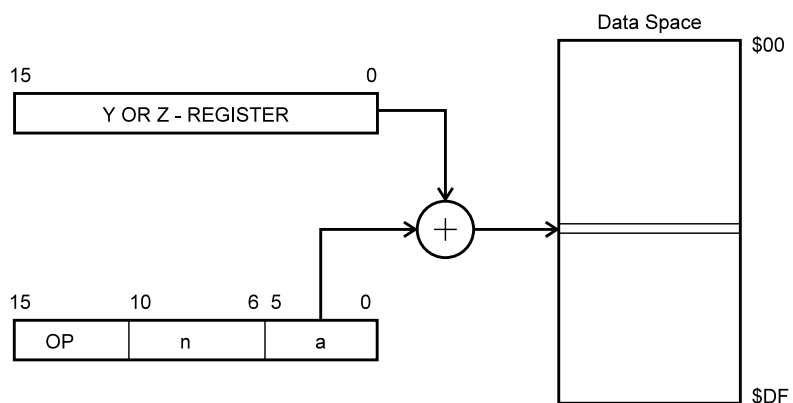 Data Space
$00
15 0
Y OR Z - REGISTER
+
15 10 6 5 0
OP n a
$DF